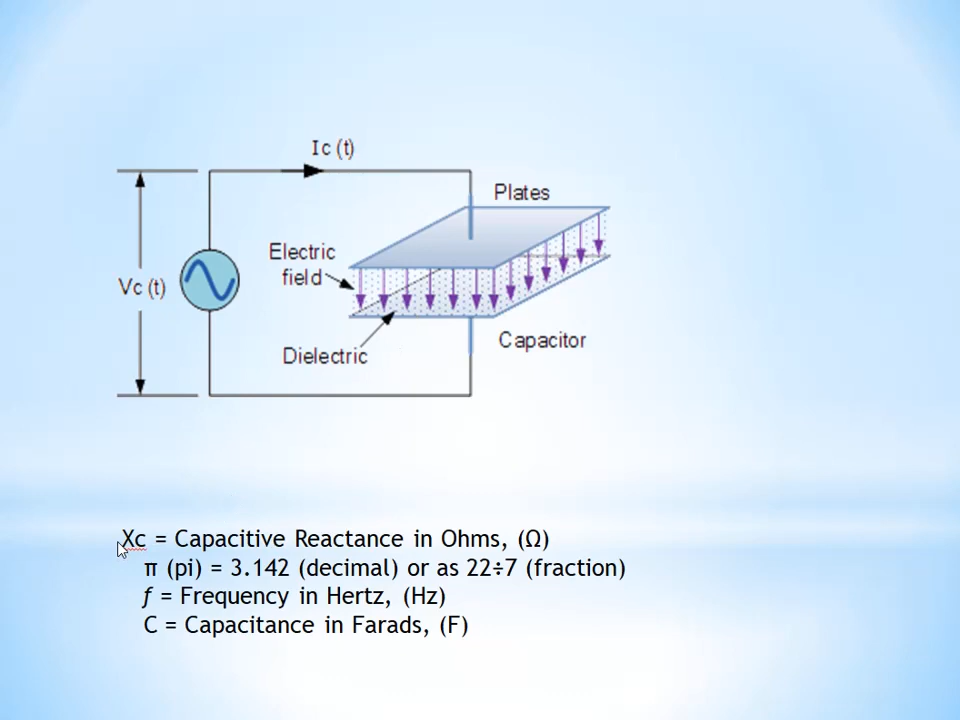 Ic (t)
Plates
Electric
field
Vc (t)
Capacitor
Dielectric
Xc = Capacitive Reactance in Ohms, (Ω)
π (pi) = 3.142 (decimal) or as 22÷7 (fraction)
ƒ = Frequency in Hertz, (Hz)
C = Capacitance in Farads, (F)